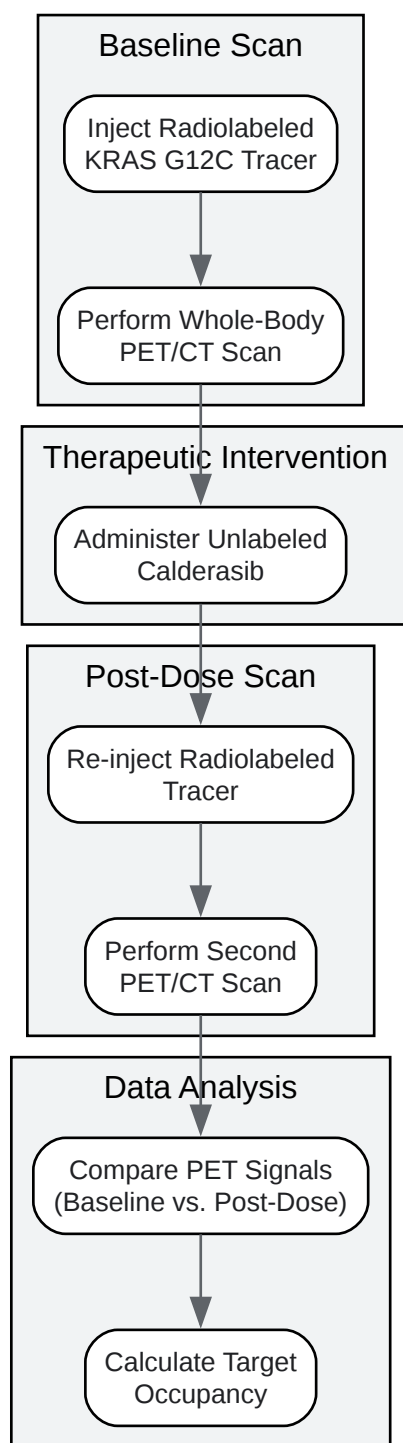 Baseline Scan
Inject Radiolabeled
KRAS G12C Tracer
Perform Whole-Body
PET/CT Scan
Therapeutic Intervention
Administer Unlabeled
Calderasib
Post-Dose Scan
Re-inject Radiolabeled
Tracer
Perform Second
PET/CT Scan
Data Analysis
Compare PET Signals
(Baseline vs. Post-Dose)
Calculate Target
Occupancy